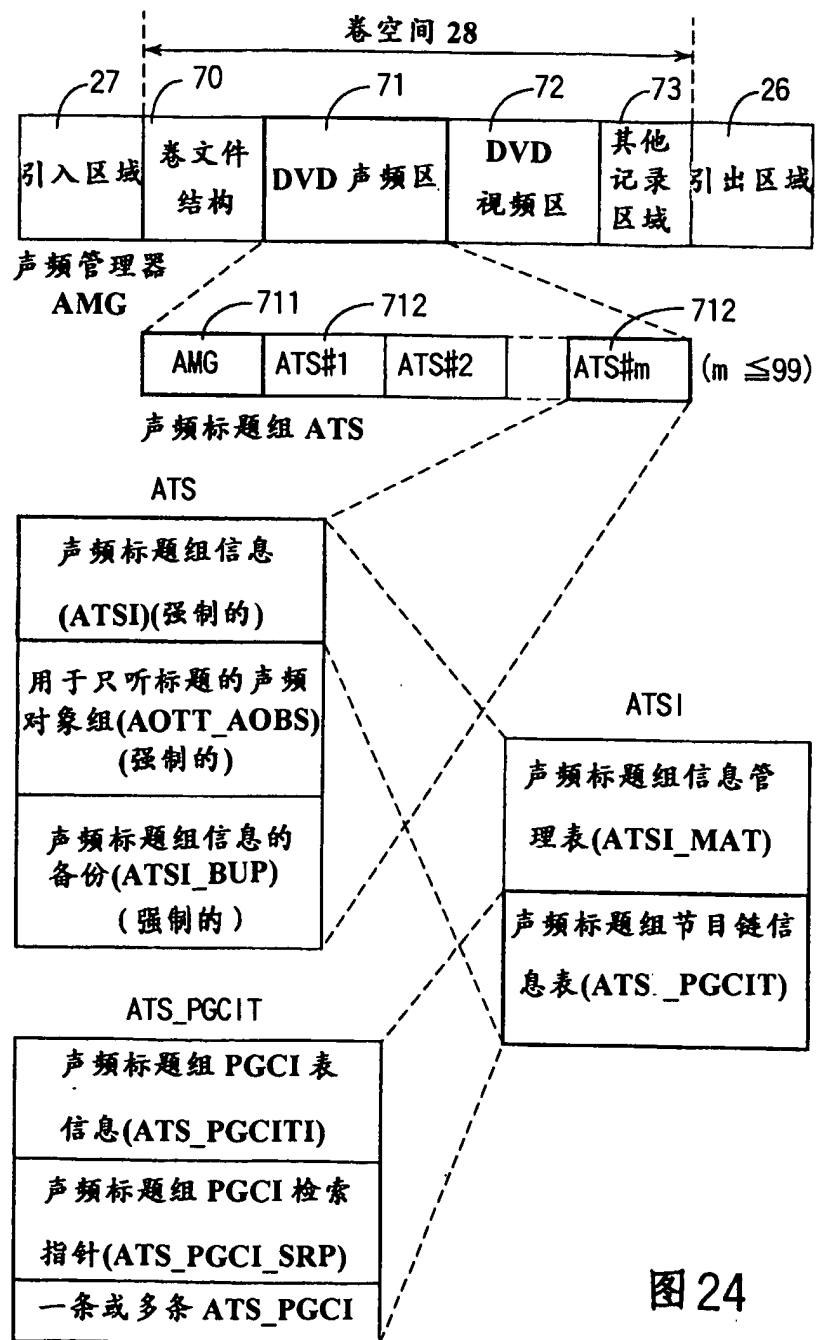 卷空间 28
27
70
71
72
73
26
引入区域
卷文件
结构
DVD 声频区
DVD
视频区
其他
记录
区域
引出区域
声频管理器
AMG
711
712
712
AMG
ATS#1
ATS#2
ATS#m
(m ≦99)
声频标题组 ATS
ATS
声频标题组信息
(ATSI)(强制的)
用于只听标题的声频
对象组(AOTT_AOBS)
(强制的)
声频标题组信息的
备份(ATSI_BUP)
(强制的)
ATSI
声频标题组信息管
理表(ATSI_MAT)
声频标题组节目链信
息表(ATS_PGCIT)
ATS_PGCIT
声频标题组 PGCI 表
信息(ATS_PGCITI)
声频标题组 PGCI 检索
指针(ATS_PGCI_SRP)
一条或多条 ATS_PGCI
图24